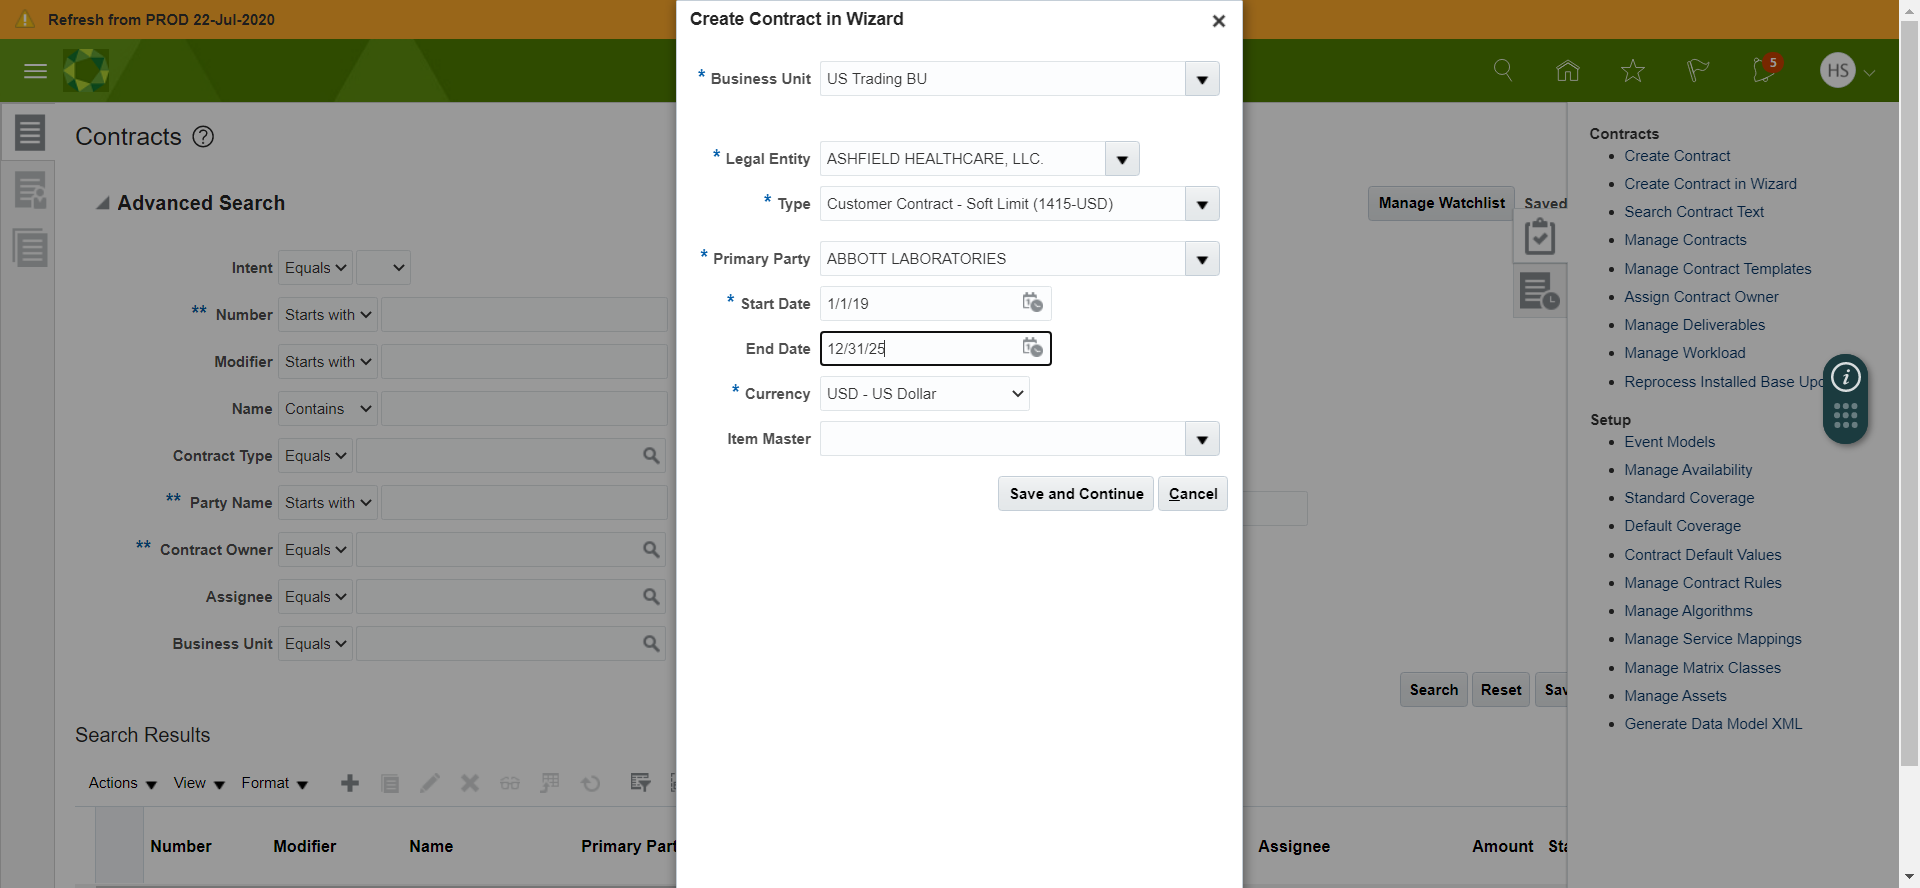 Refresh from PROD 22-Jul-2020
5
HS
Contracts
Advanced Search
Manage Watchlist
Saved
Intent Equals
** Number Starts with
Modifier Starts with
Name Contains
Contract Type Equals
** Party Name Starts with
** Contract Owner Equals
Assignee Equals
Business Unit Equals
Search Reset Sav
Search Results
Actions View Format
Number Modifier Name Primary Part Assignee Amount Sta
Create Contract in Wizard
* Business Unit US Trading BU
* Legal Entity ASHFIELD HEALTHCARE, LLC.
* Type Customer Contract - Soft Limit (1415-USD)
* Primary Party ABBOTT LABORATORIES
* Start Date 1/1/19
End Date 12/31/25
* Currency USD - US Dollar
Item Master
Save and Continue Cancel
Contracts
• Create Contract
• Create Contract in Wizard
• Search Contract Text
• Manage Contracts
• Manage Contract Templates
• Assign Contract Owner
• Manage Deliverables
• Manage Workload
• Reprocess Installed Base Upd
Setup
• Event Models
• Manage Availability
• Standard Coverage
• Default Coverage
• Contract Default Values
• Manage Contract Rules
• Manage Algorithms
• Manage Service Mappings
• Manage Matrix Classes
• Manage Assets
• Generate Data Model XML